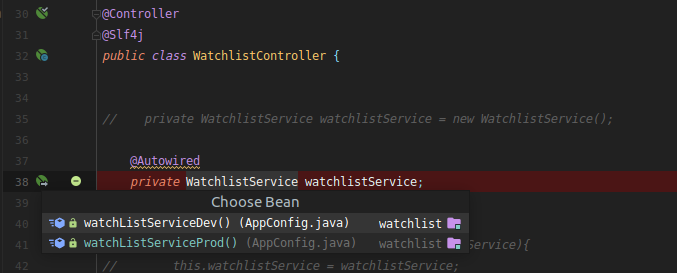 30 @Controller
31 @Slf4j
32 public class WatchlistController {
33
34
35 // private WatchlistService watchlistService = new WatchlistService();
36
37 @Autowired
38 private WatchlistService watchlistService;
39 Choose Bean
40 watchListServiceDev() (AppConfig.java) watchlist
41 watchListServiceProd() (AppConfig.java) watchlist Service){
42 // this.watchlistService = watchlistService;